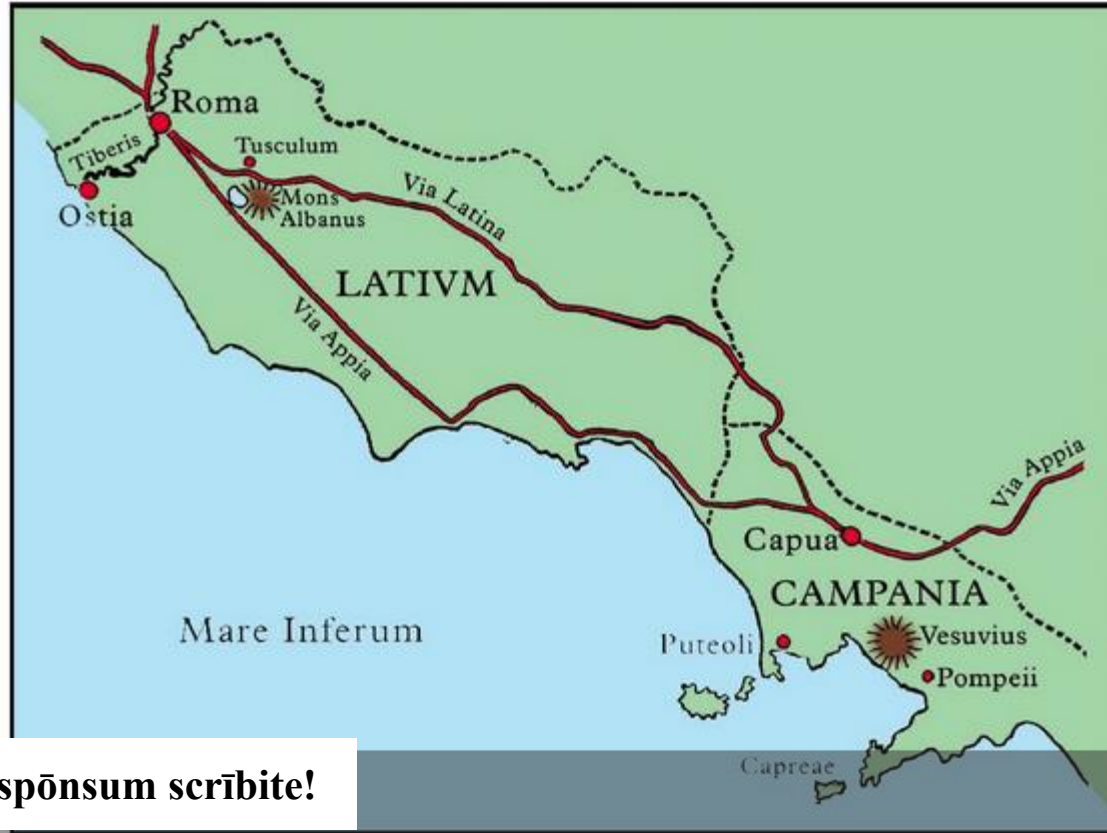 Roma
Tiberis
Tusculum
Ostia
Mons
Albanus
Via Latina
LATIVM
Via Appia
Via Appia
Capua
CAMPANIA
Mare Inferum
Puteoli
Vesuvius
Pompeii
Capreae
spōnsum scrībite!